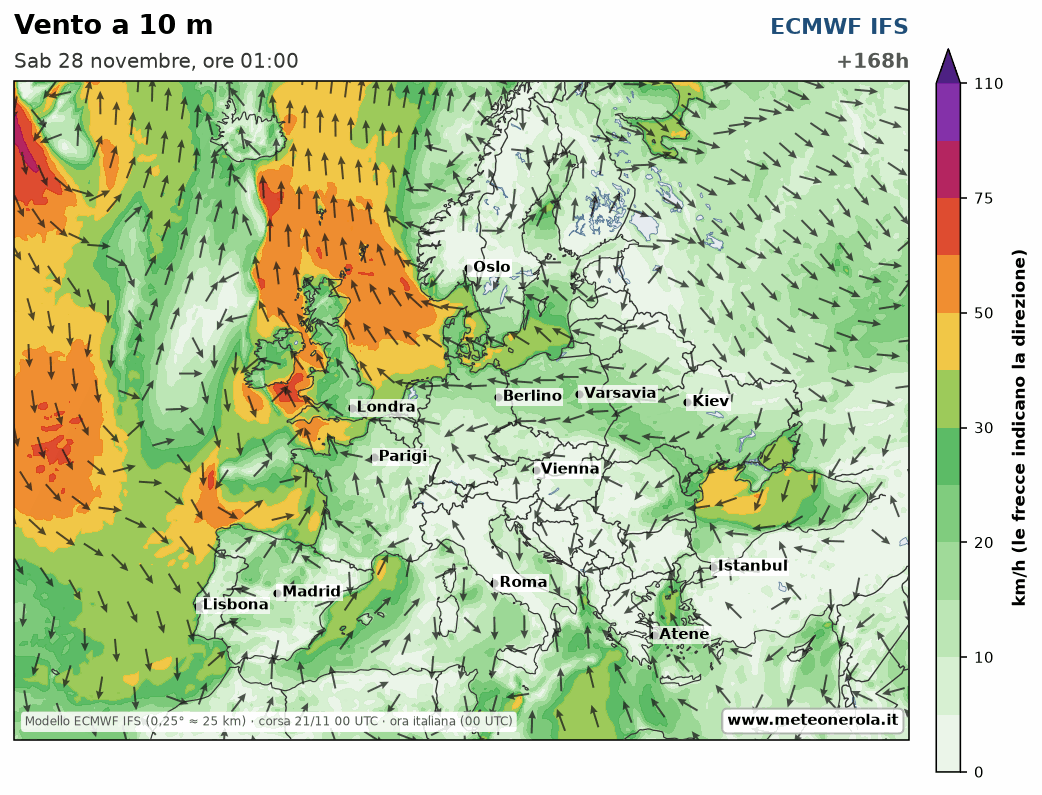 Vento a 10 m
ECMWF IFS
Sab 28 novembre, ore 01:00
+168h
Oslo
Londra
Berlino
Varsavia
Kiev
Parigi
Vienna
Istanbul
Roma
Madrid
Lisbona
Atene
Modello ECMWF IFS (0,25° ≈ 25 km) · corsa 21/11 00 UTC · ora italiana (00 UTC)
www.meteonerola.it
110
75
50
30
20
10
0
km/h (le frecce indicano la direzione)